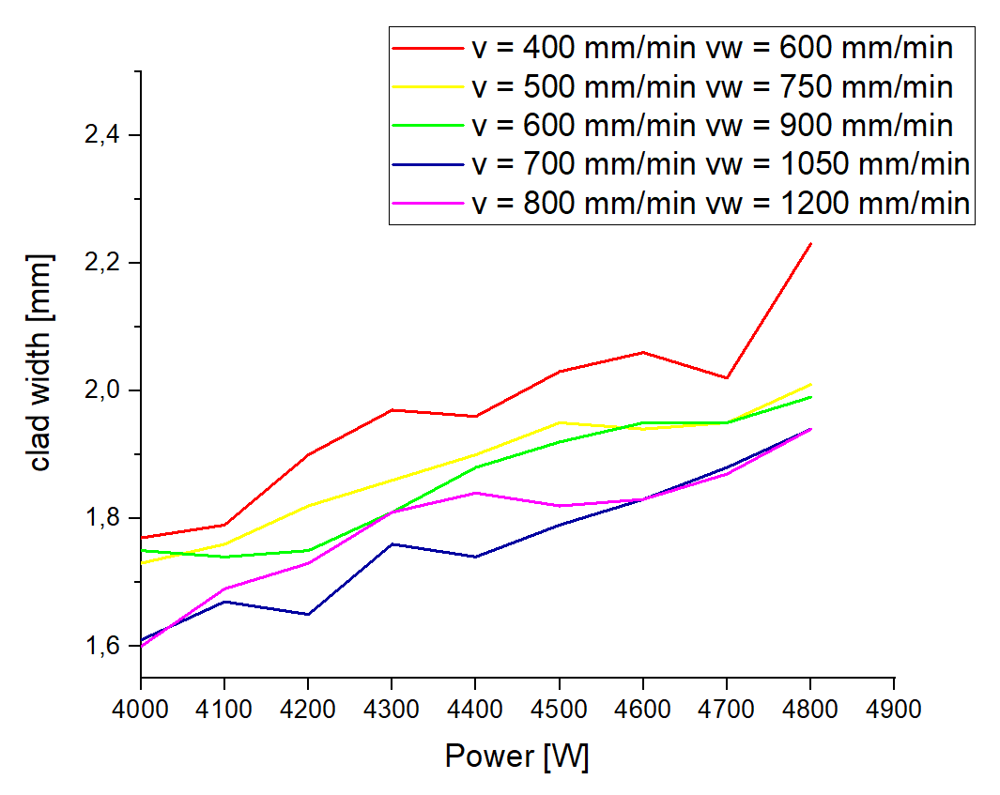 v = 400 mm/min vw = 600 mm/min
v = 500 mm/min vw = 750 mm/min
v = 600 mm/min vw = 900 mm/min
v = 700 mm/min vw = 1050 mm/min
v = 800 mm/min vw = 1200 mm/min
2,4
2,2
2,0
1,8
1,6
clad width [mm]
4000 4100 4200 4300 4400 4500 4600 4700 4800 4900
Power [W]